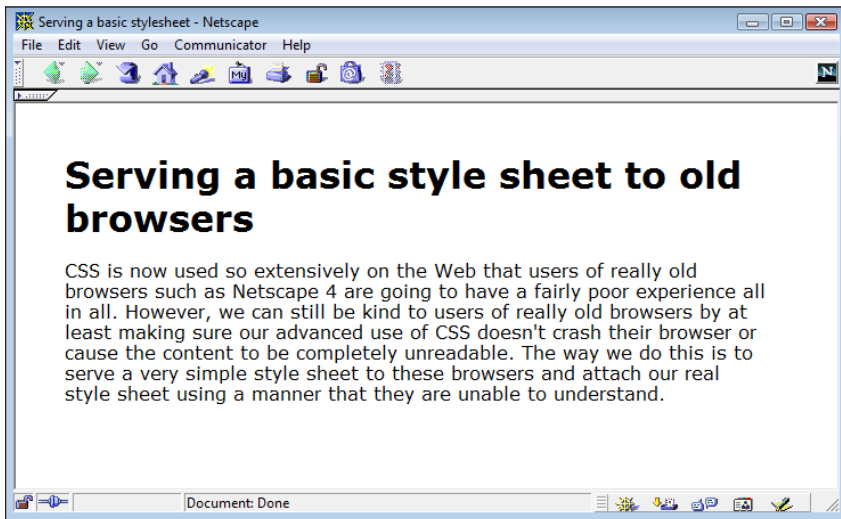 Serving a basic stylesheet - Netscape
File Edit View Go Communicator Help
My
N
Serving a basic style sheet to old
browsers
CSS is now used so extensively on the Web that users of really old
browsers such as Netscape 4 are going to have a fairly poor experience all
in all. However, we can still be kind to users of really old browsers by at
least making sure our advanced use of CSS doesn't crash their browser or
cause the content to be completely unreadable. The way we do this is to
serve a very simple style sheet to these browsers and attach our real
style sheet using a manner that they are unable to understand.
Document: Done